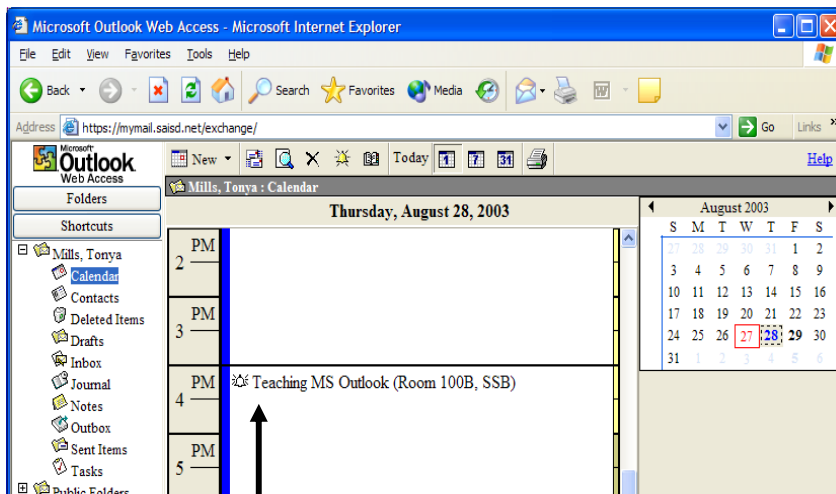 Microsoft Outlook Web Access - Microsoft Internet Explorer
File Edit View Favorites Tools Help
Back Search Favorites Media
Address https://mymail.saisd.net/exchange/ Go Links »
Microsoft
Outlook
Web Access
New Today 1 7 31 Help
Folders
Mills, Tonya : Calendar
Shortcuts
Thursday, August 28, 2003
August 2003
S M T W T F S
27 28 29 30 31 1 2
3 4 5 6 7 8 9
10 11 12 13 14 15 16
17 18 19 20 21 22 23
24 25 26 27 28 29 30
31 1 2 3 4 5 6
Mills, Tonya
Calendar
Contacts
Deleted Items
Drafts
Inbox
Journal
Notes
Outbox
Sent Items
Tasks
Public Folders
2 PM
3 PM
4 PM Teaching MS Outlook (Room 100B, SSB)
5 PM